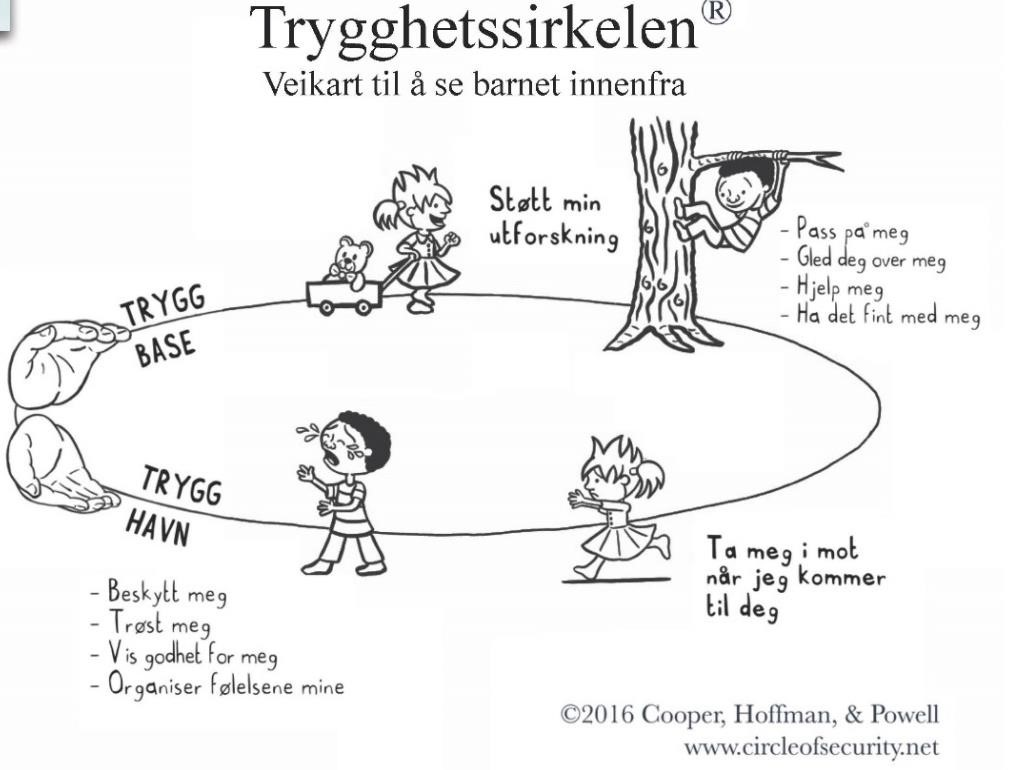 Trygghetssirkelen®
Veikart til å se barnet innenfra
Støtt min
utforskning
- Pass på meg
- Gled deg over meg
- Hjelp meg
- Ha det fint med meg
TRYGG
BASE
TRYGG
HAVN
Ta meg i mot
når jeg kommer
til deg
- Beskytt meg
- Trøst meg
- Vis godhet for meg
- Organiser følelsene mine
©2016 Cooper, Hoffman, & Powell
www.circleofsecurity.net